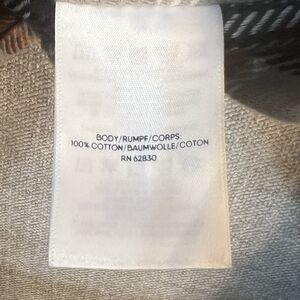 BODY/RUMPF/CORPS:
100% COTTON/BAUMWOLLE/COTON
RN 62830